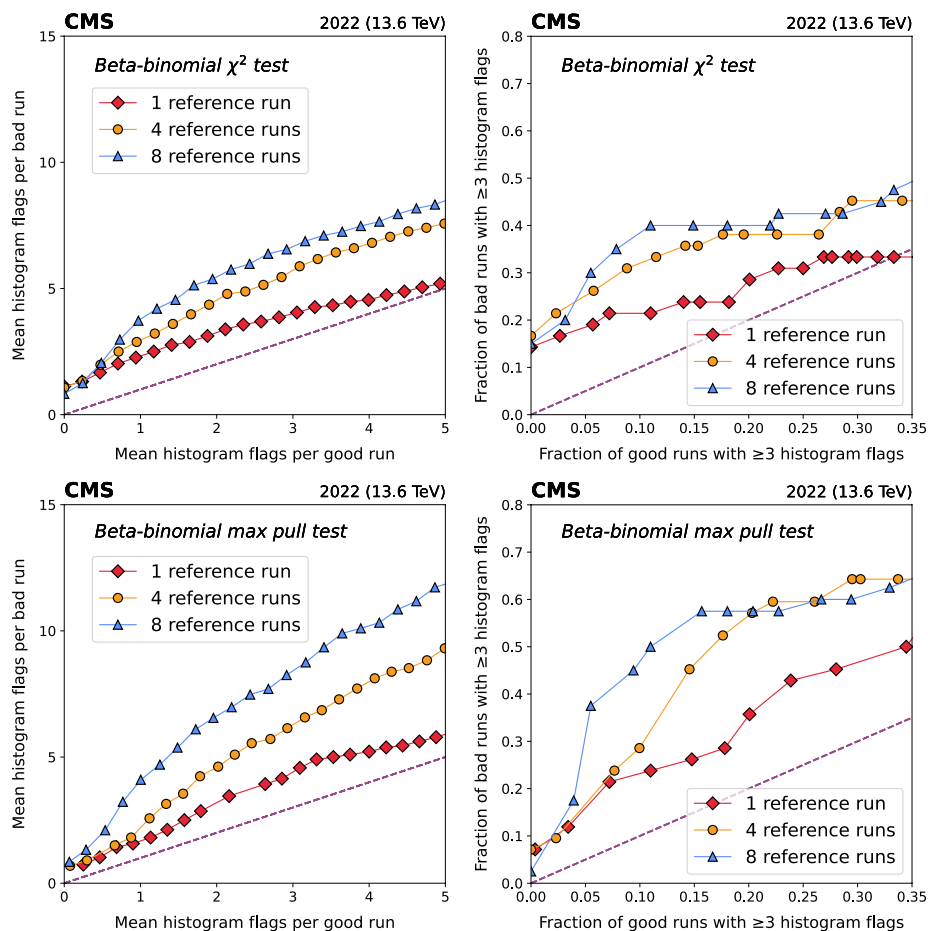 CMS 2022 (13.6 TeV)
Beta-binomial χ² test
1 reference run
4 reference runs
8 reference runs
Mean histogram flags per bad run
15
10
5
0
0 1 2 3 4 5
Mean histogram flags per good run
CMS 2022 (13.6 TeV)
Beta-binomial χ² test
Fraction of bad runs with ≥3 histogram flags
0.8
0.7
0.6
0.5
0.4
0.3
0.2
0.1
0.0
1 reference run
4 reference runs
8 reference runs
0.00 0.05 0.10 0.15 0.20 0.25 0.30 0.35
Fraction of good runs with ≥3 histogram flags
CMS 2022 (13.6 TeV)
Beta-binomial max pull test
1 reference run
4 reference runs
8 reference runs
Mean histogram flags per bad run
15
10
5
0
0 1 2 3 4 5
Mean histogram flags per good run
CMS 2022 (13.6 TeV)
Beta-binomial max pull test
Fraction of bad runs with ≥3 histogram flags
0.8
0.7
0.6
0.5
0.4
0.3
0.2
0.1
0.0
1 reference run
4 reference runs
8 reference runs
0.00 0.05 0.10 0.15 0.20 0.25 0.30 0.35
Fraction of good runs with ≥3 histogram flags